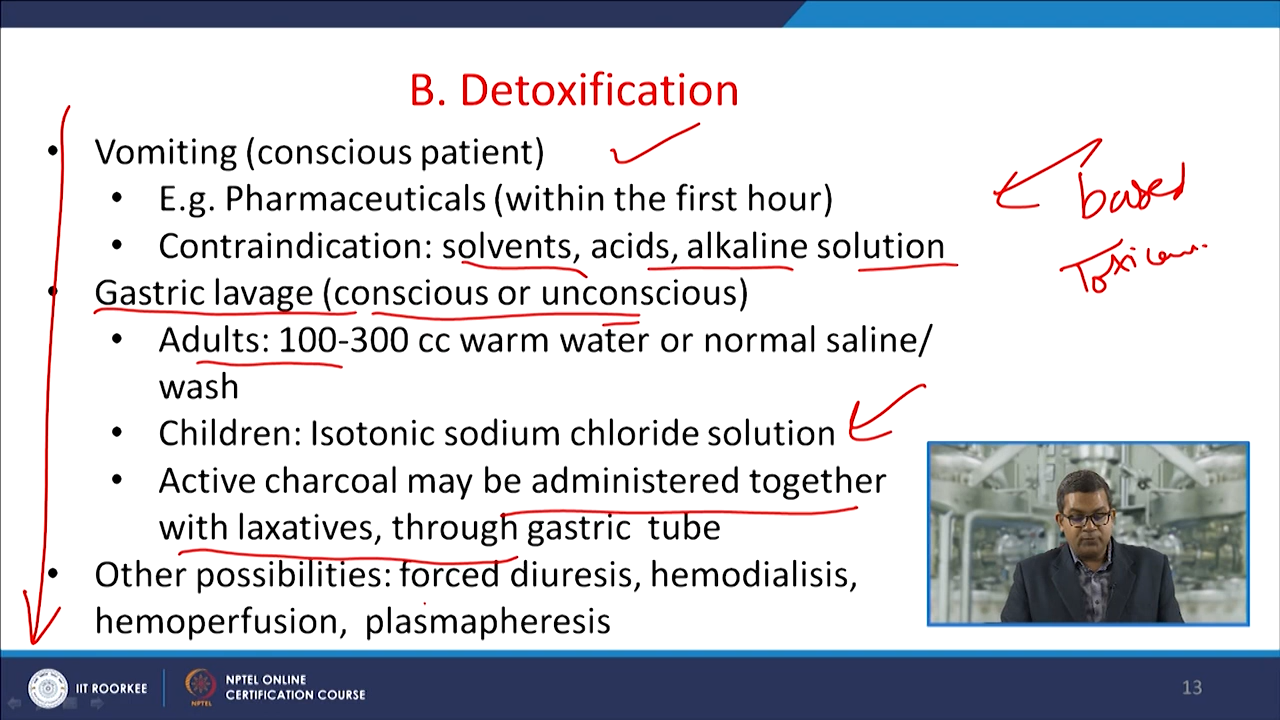 B. Detoxification
• Vomiting (conscious patient)
• E.g. Pharmaceuticals (within the first hour)
based
• Contraindication: solvents, acids, alkaline solution
• Gastric lavage (conscious or unconscious)
• Adults: 100-300 cc warm water or normal saline/
wash
• Children: Isotonic sodium chloride solution
• Active charcoal may be administered together
with laxatives, through gastric tube
• Other possibilities: forced diuresis, hemodialisis,
hemoperfusion, plasmapheresis
IIT ROORKEE
NPTEL ONLINE
CERTIFICATION COURSE
NPTEL
13